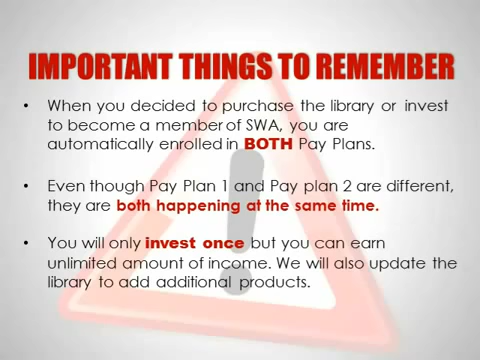 IMPORTANT THINGS TO REMEMBER
• When you decided to purchase the library or invest
to become a member of SWA, you are
automatically enrolled in BOTH Pay Plans.
• Even though Pay Plan 1 and Pay plan 2 are different,
they are both happening at the same time.
• You will only invest once but you can earn
unlimited amount of income. We will also update the
library to add additional products.